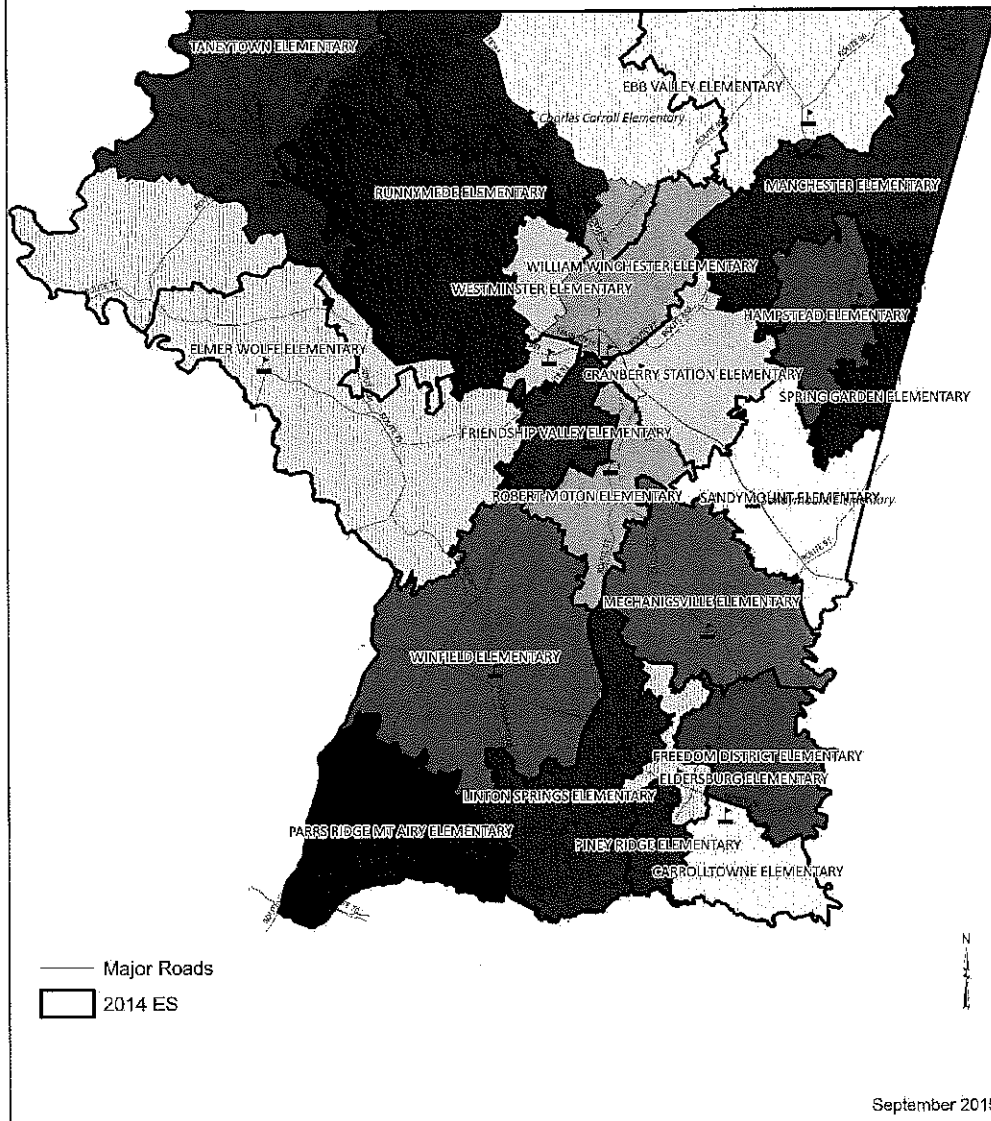 TANEYTOWN ELEMENTARY
EBB VALLEY ELEMENTARY
Charles Carroll Elementary
RUNNYMEDE ELEMENTARY
MANCHESTER ELEMENTARY
WILLIAM WINCHESTER ELEMENTARY
WESTMINSTER ELEMENTARY
HAMPSTEAD ELEMENTARY
ELMER WOLFE ELEMENTARY
CRANBERRY STATION ELEMENTARY
SPRING GARDEN ELEMENTARY
FRIENDSHIP VALLEY ELEMENTARY
ROBERT MOTON ELEMENTARY
SANDYMOUNT ELEMENTARY
Sandymount Elementary
MECHANICSVILLE ELEMENTARY
WINFIELD ELEMENTARY
FREEDOM DISTRICT ELEMENTARY
ELDERSBURG ELEMENTARY
LINTON SPRINGS ELEMENTARY
PARRS RIDGE MT AIRY ELEMENTARY
PINEY RIDGE ELEMENTARY
CARROLLTOWNE ELEMENTARY
Major Roads
2014 ES
N
September 2015